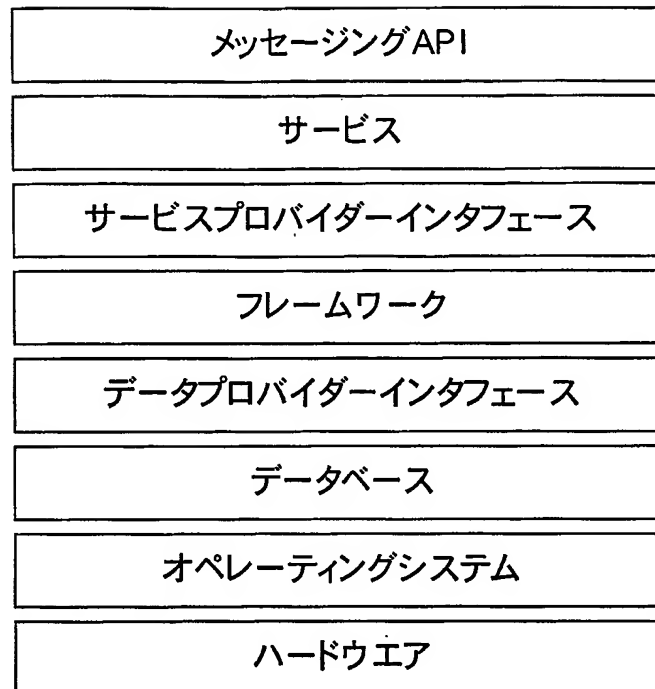 メッセージングAPI
サービス
サービスプロバイダーインタフェース
フレームワーク
データプロバイダーインタフェース
データベース
オペレーティングシステム
ハードウエア